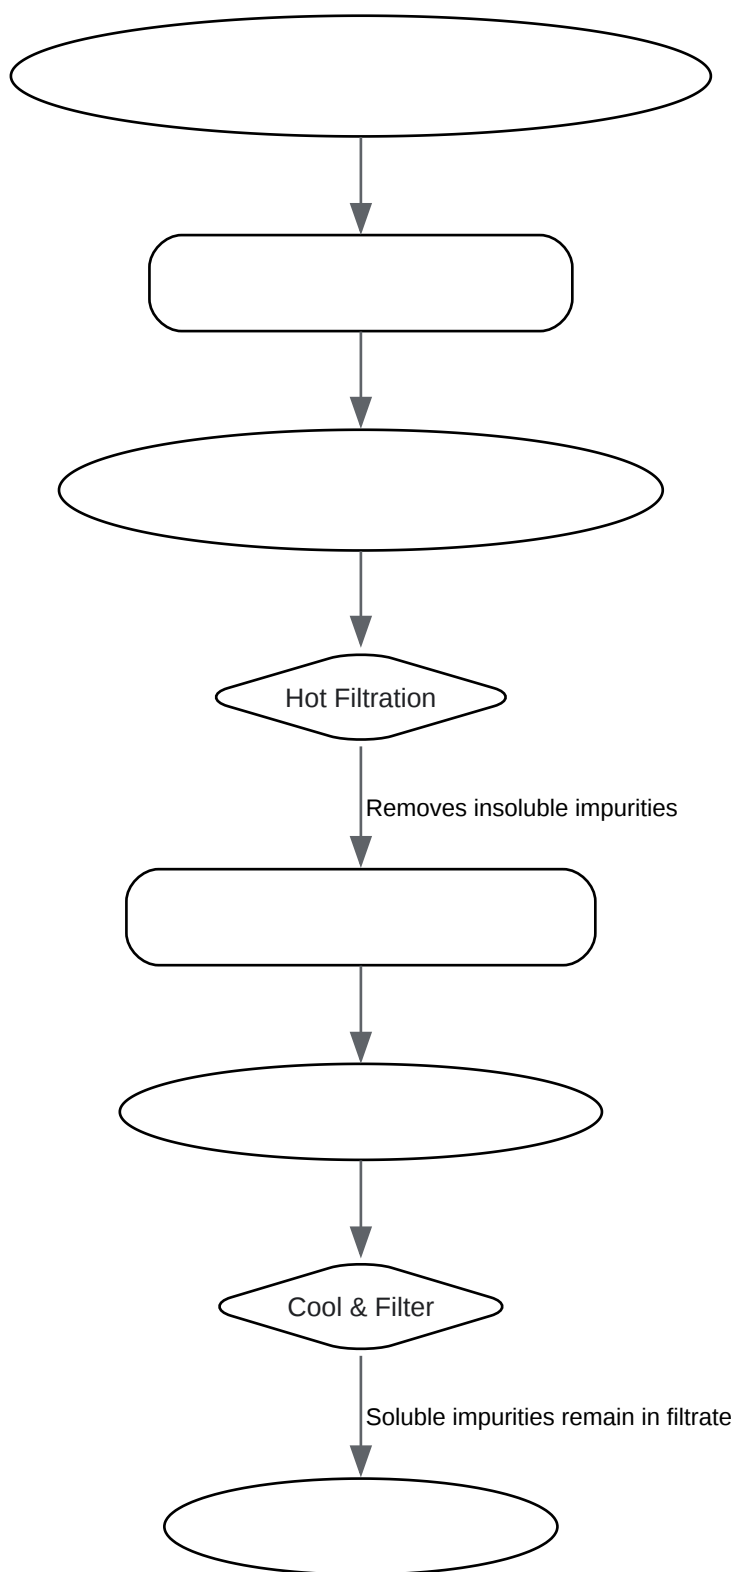 Hot Filtration
Removes insoluble impurities
Cool & Filter
Soluble impurities remain in filtrate